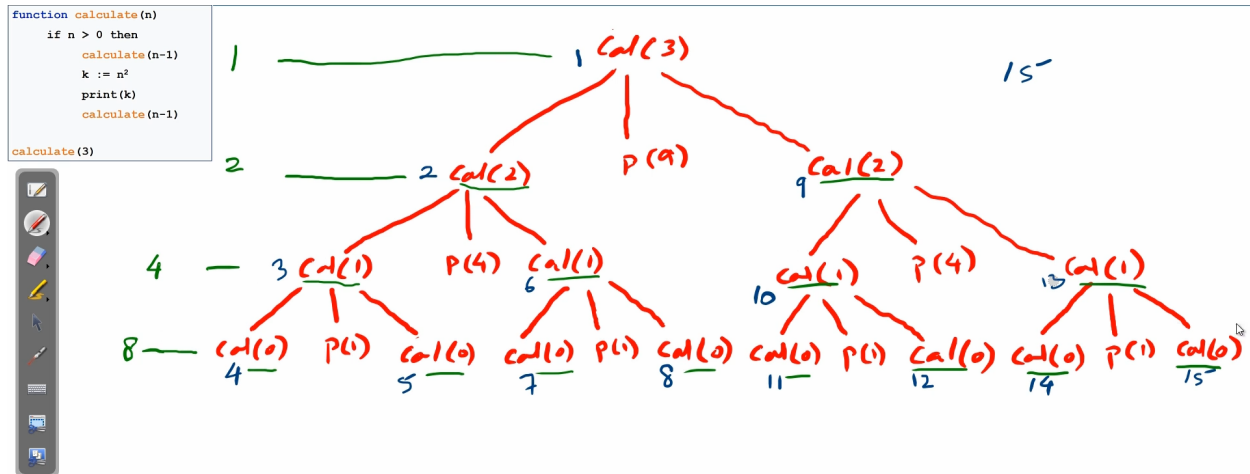 function calculate(n)
if n > 0 then
calculate(n-1)
k := n²
print(k)
calculate(n-1)
calculate(3)
1 1 Cal(3) 15
2 2 Cal(2) P(9) 9 Cal(2)
4 3 Cal(1) P(4) 6 Cal(1) 10 Cal(1) P(4) 13 Cal(1)
8 Cal(0) P(1) Cal(0) Cal(0) P(1) Cal(0) Cal(0) P(1) Cal(0) Cal(0) P(1) Cal(0)
4 5 7 8 11 12 14 15